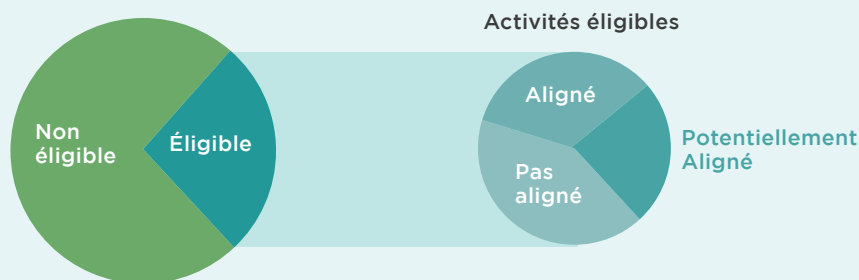 Activités éligibles
Non
éligible
Éligible
Aligné
Pas
aligné
Potentiellement
Aligné